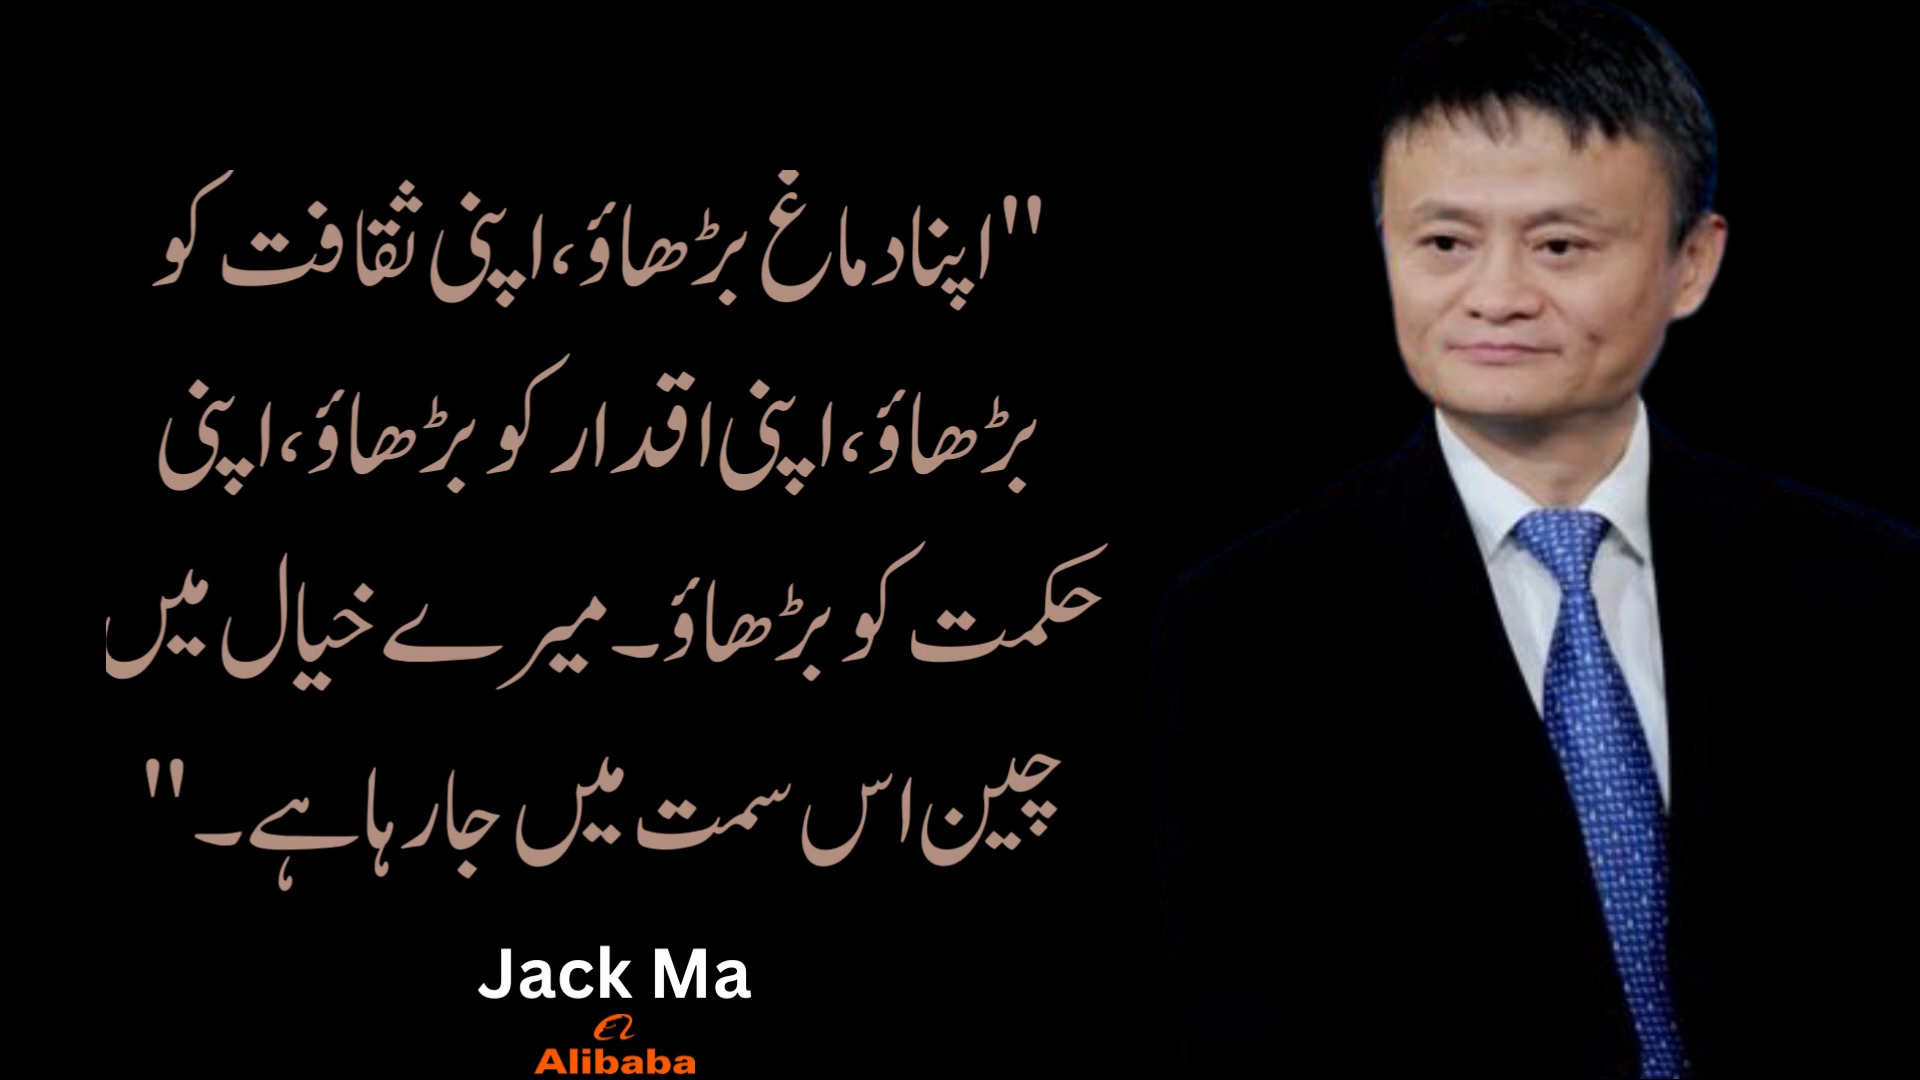 "اپنا دماغ بڑھاؤ، اپنی ثقافت کو
بڑھاؤ، اپنی اقدار کو بڑھاؤ، اپنی
حکمت کو بڑھاؤ۔ میرے خیال میں
چین اس سمت میں جا رہا ہے۔"
Jack Ma
Alibaba